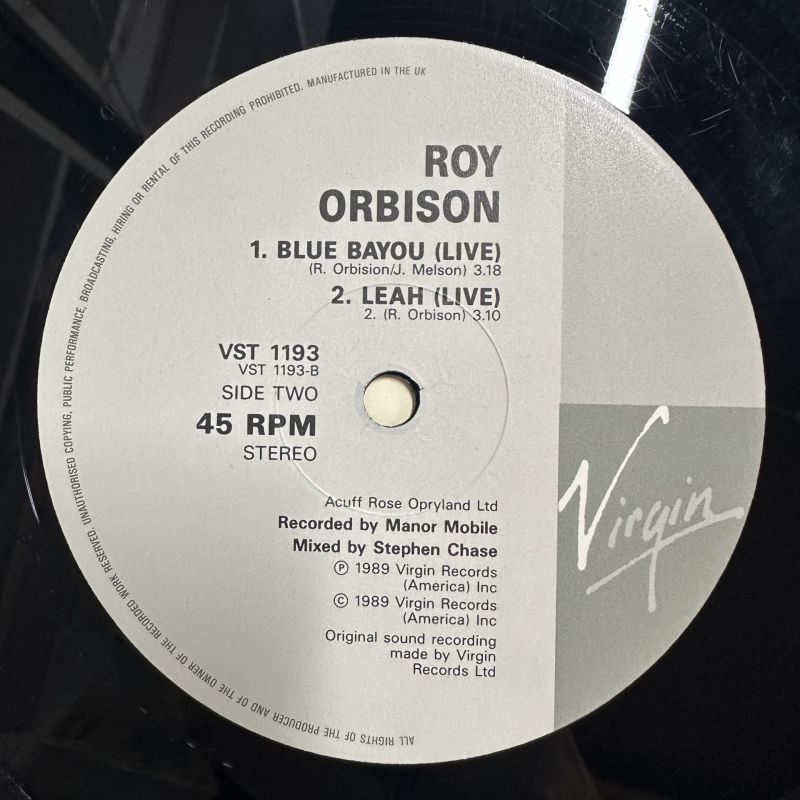 ALL RIGHTS OF THE PRODUCER AND OF THE OWNER OF THE RECORDED WORK RESERVED. UNAUTHORISED COPYING, PUBLIC PERFORMANCE, BROADCASTING, HIRING OR RENTAL OF THIS RECORDING PROHIBITED. MANUFACTURED IN THE UK
ROY
ORBISON
1. BLUE BAYOU (LIVE)
(R. Orbision/J. Melson) 3.18
2. LEAH (LIVE)
2. (R. Orbison) 3.10
VST 1193
VST 1193-B
SIDE TWO
45 RPM
STEREO
Virgin
Acuff Rose Opryland Ltd
Recorded by Manor Mobile
Mixed by Stephen Chase
Ⓟ 1989 Virgin Records
(America) Inc
© 1989 Virgin Records
(America) Inc
Original sound recording
made by Virgin
Records Ltd